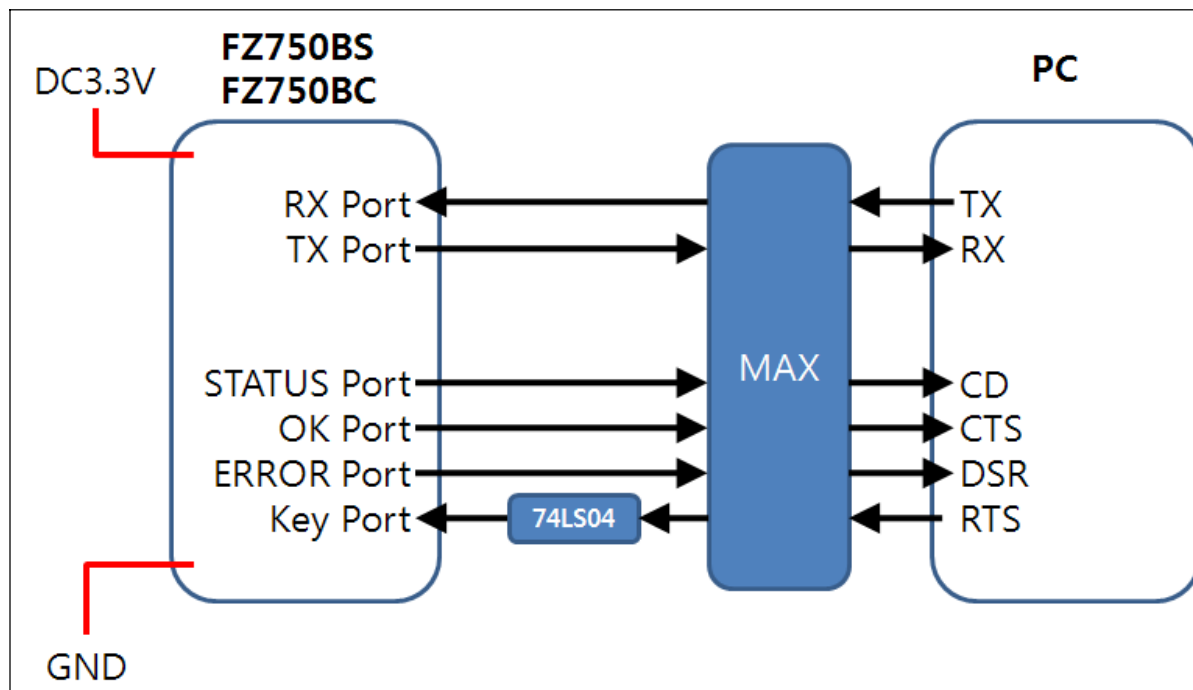 FZ750BS
FZ750BC
PC
DC3.3V
RX Port
TX Port
STATUS Port
OK Port
ERROR Port
Key Port
74LS04
MAX
TX
RX
CD
CTS
DSR
RTS
GND